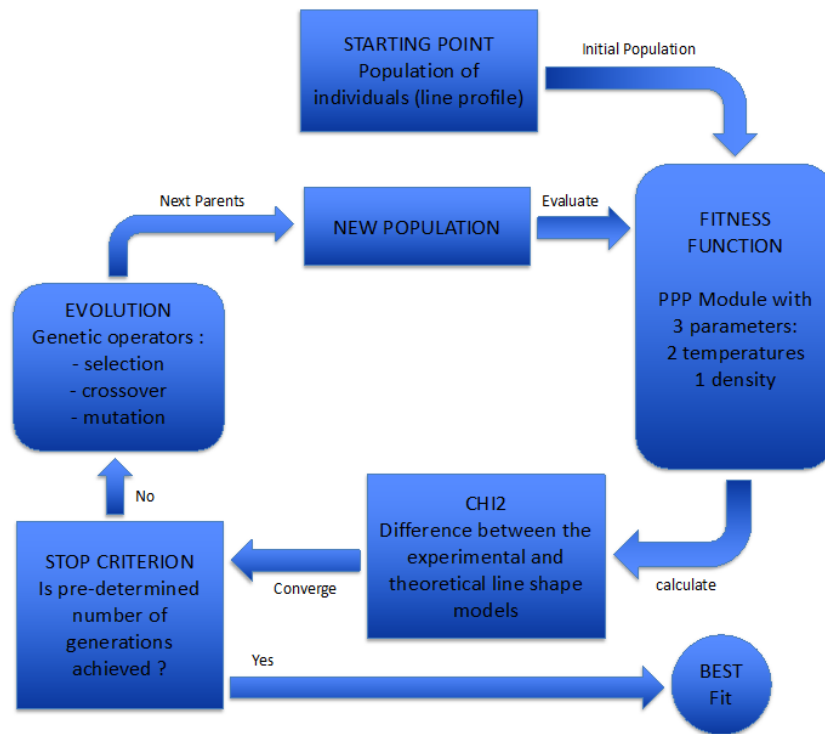 STARTING POINT
Population of
individuals (line profile)
Initial Population
Next Parents
NEW POPULATION
Evaluate
FITNESS
FUNCTION
PPP Module with
3 parameters:
2 temperatures
1 density
EVOLUTION
Genetic operators :
- selection
- crossover
- mutation
No
CHI2
Difference between the
experimental and
theoretical line shape
models
calculate
Converge
STOP CRITERION
Is pre-determined
number of
generations
achieved ?
Yes
BEST
Fit